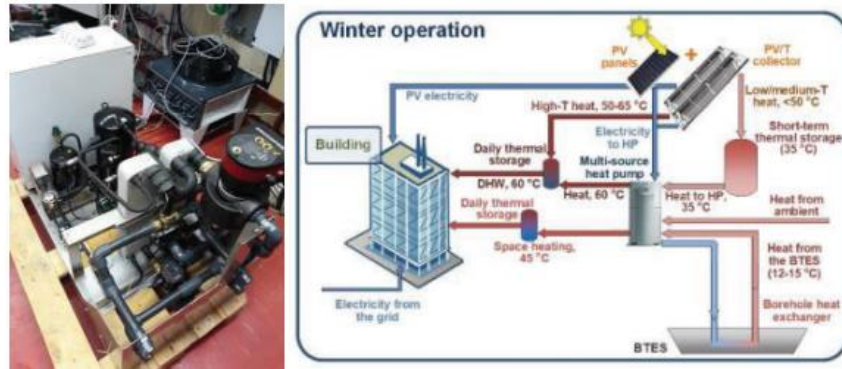 Winter operation
PV
panels
PV/T
collector
PV electricity
High-T heat, 50-65 °C
Low/medium-T
heat, <50 °C
Building
Electricity
to HP
Short-term
thermal storage
(35 °C)
Daily thermal
storage
Multi-source
heat pump
DHW, 60 °C
Heat, 60 °C
Heat to HP,
35 °C
Heat from
ambient
Daily thermal
storage
Space heating,
45 °C
Heat from
the BTES
(12-15 °C)
Electricity from
the grid
Borehole heat
exchanger
BTES